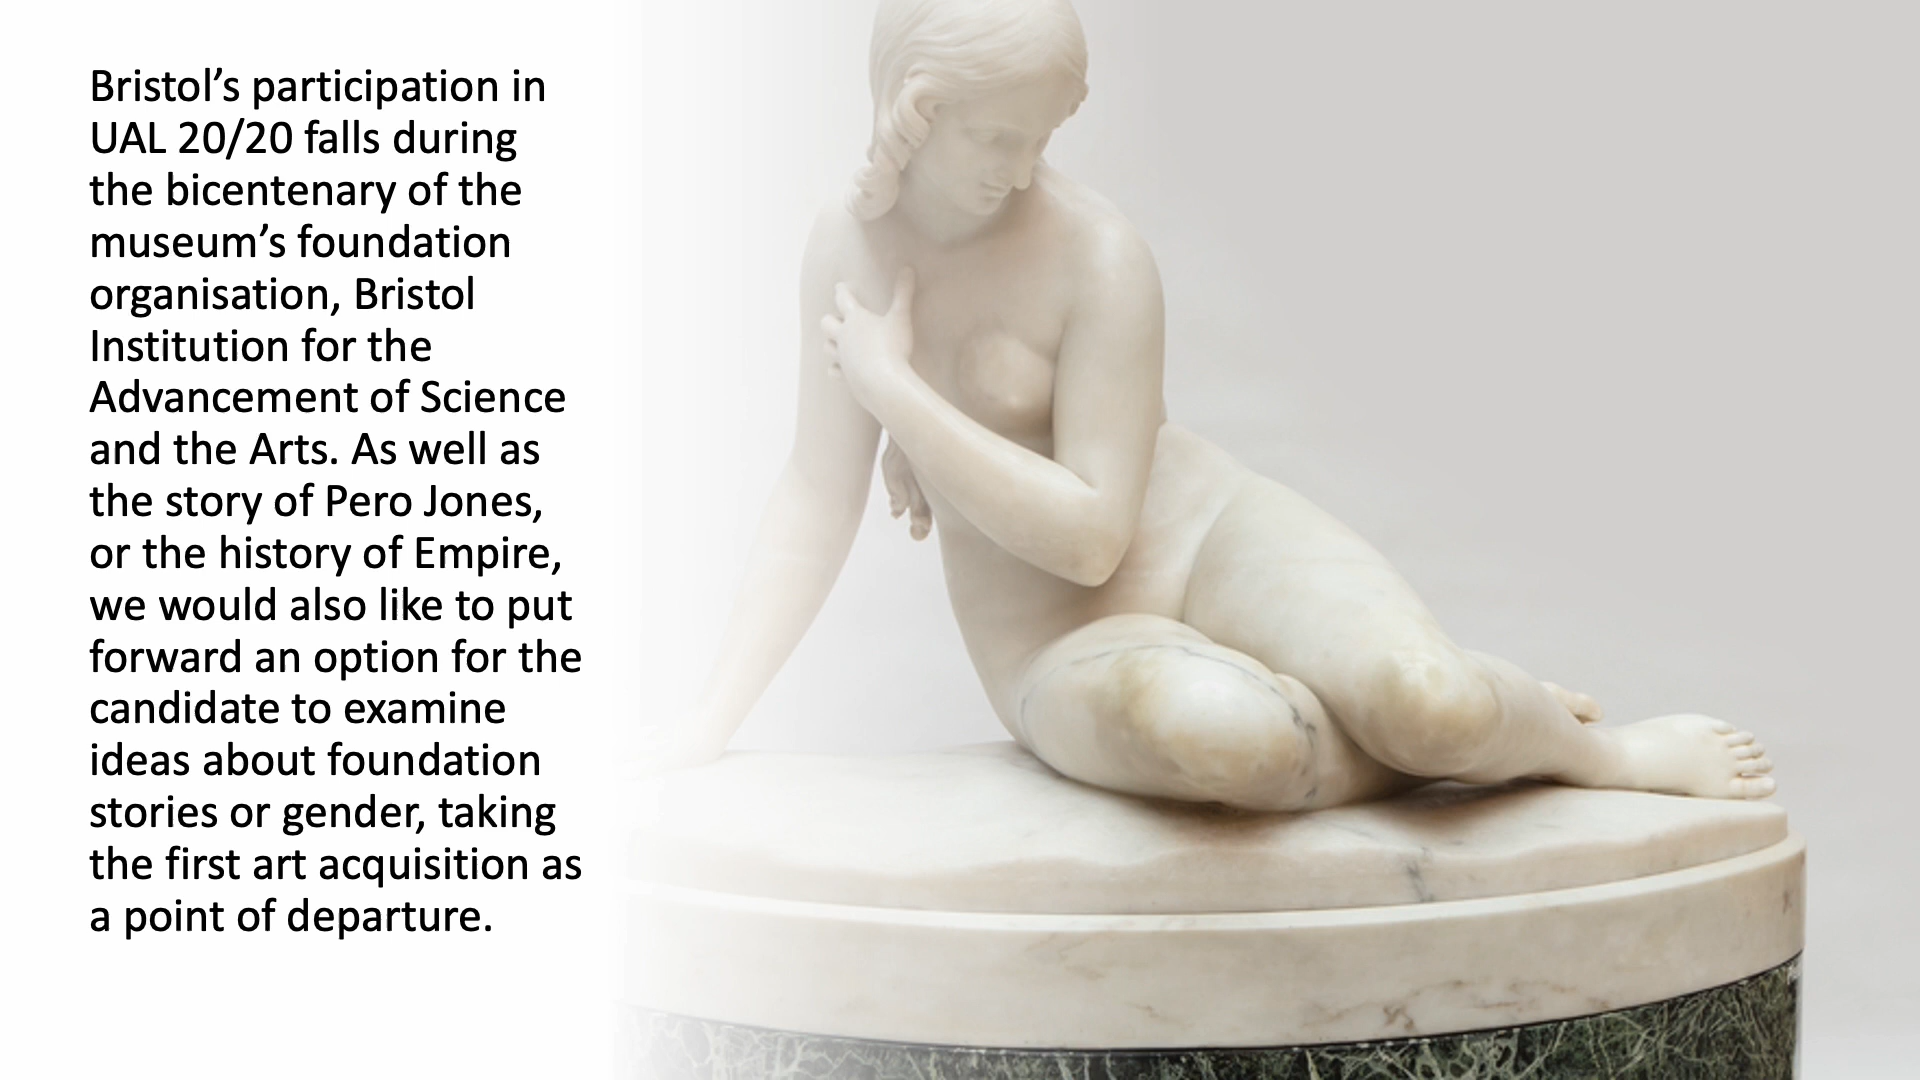 Bristol’s participation in
UAL 20/20 falls during
the bicentenary of the
museum’s foundation
organisation, Bristol
Institution for the
Advancement of Science
and the Arts. As well as
the story of Pero Jones,
or the history of Empire,
we would also like to put
forward an option for the
candidate to examine
ideas about foundation
stories or gender, taking
the first art acquisition as
a point of departure.